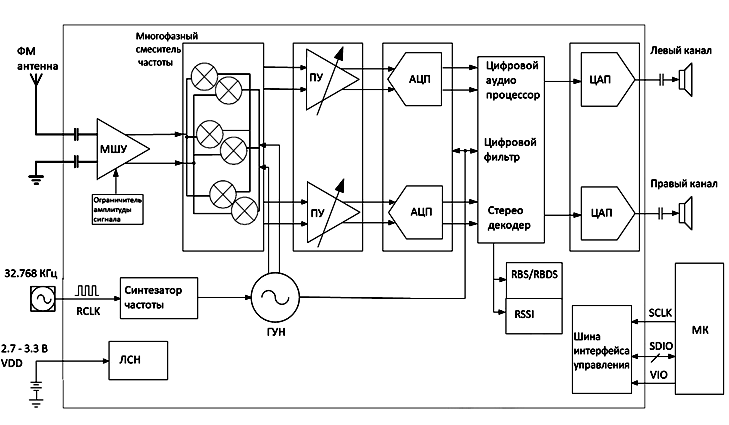 Многофазный
смеситель
частоты
ФМ
антенна
МШУ
Ограничитель
амплитуды
сигнала
ПУ
АЦП
Цифровой
аудио
процессор
Цифровой
фильтр
Стерео
декодер
ЦАП
Левый канал
ПУ
АЦП
ЦАП
Правый канал
32.768 КГц
RCLK
Синтезатор
частоты
ГУН
RBS/RBDS
RSSI
2.7 - 3.3 В
VDD
ЛСН
Шина
интерфейса
управления
SCLK
SDIO
VIO
МК